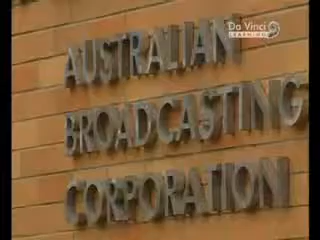 Da Vinci
LEARNING
AUSTRALIAN
BROADCASTING
CORPORATION